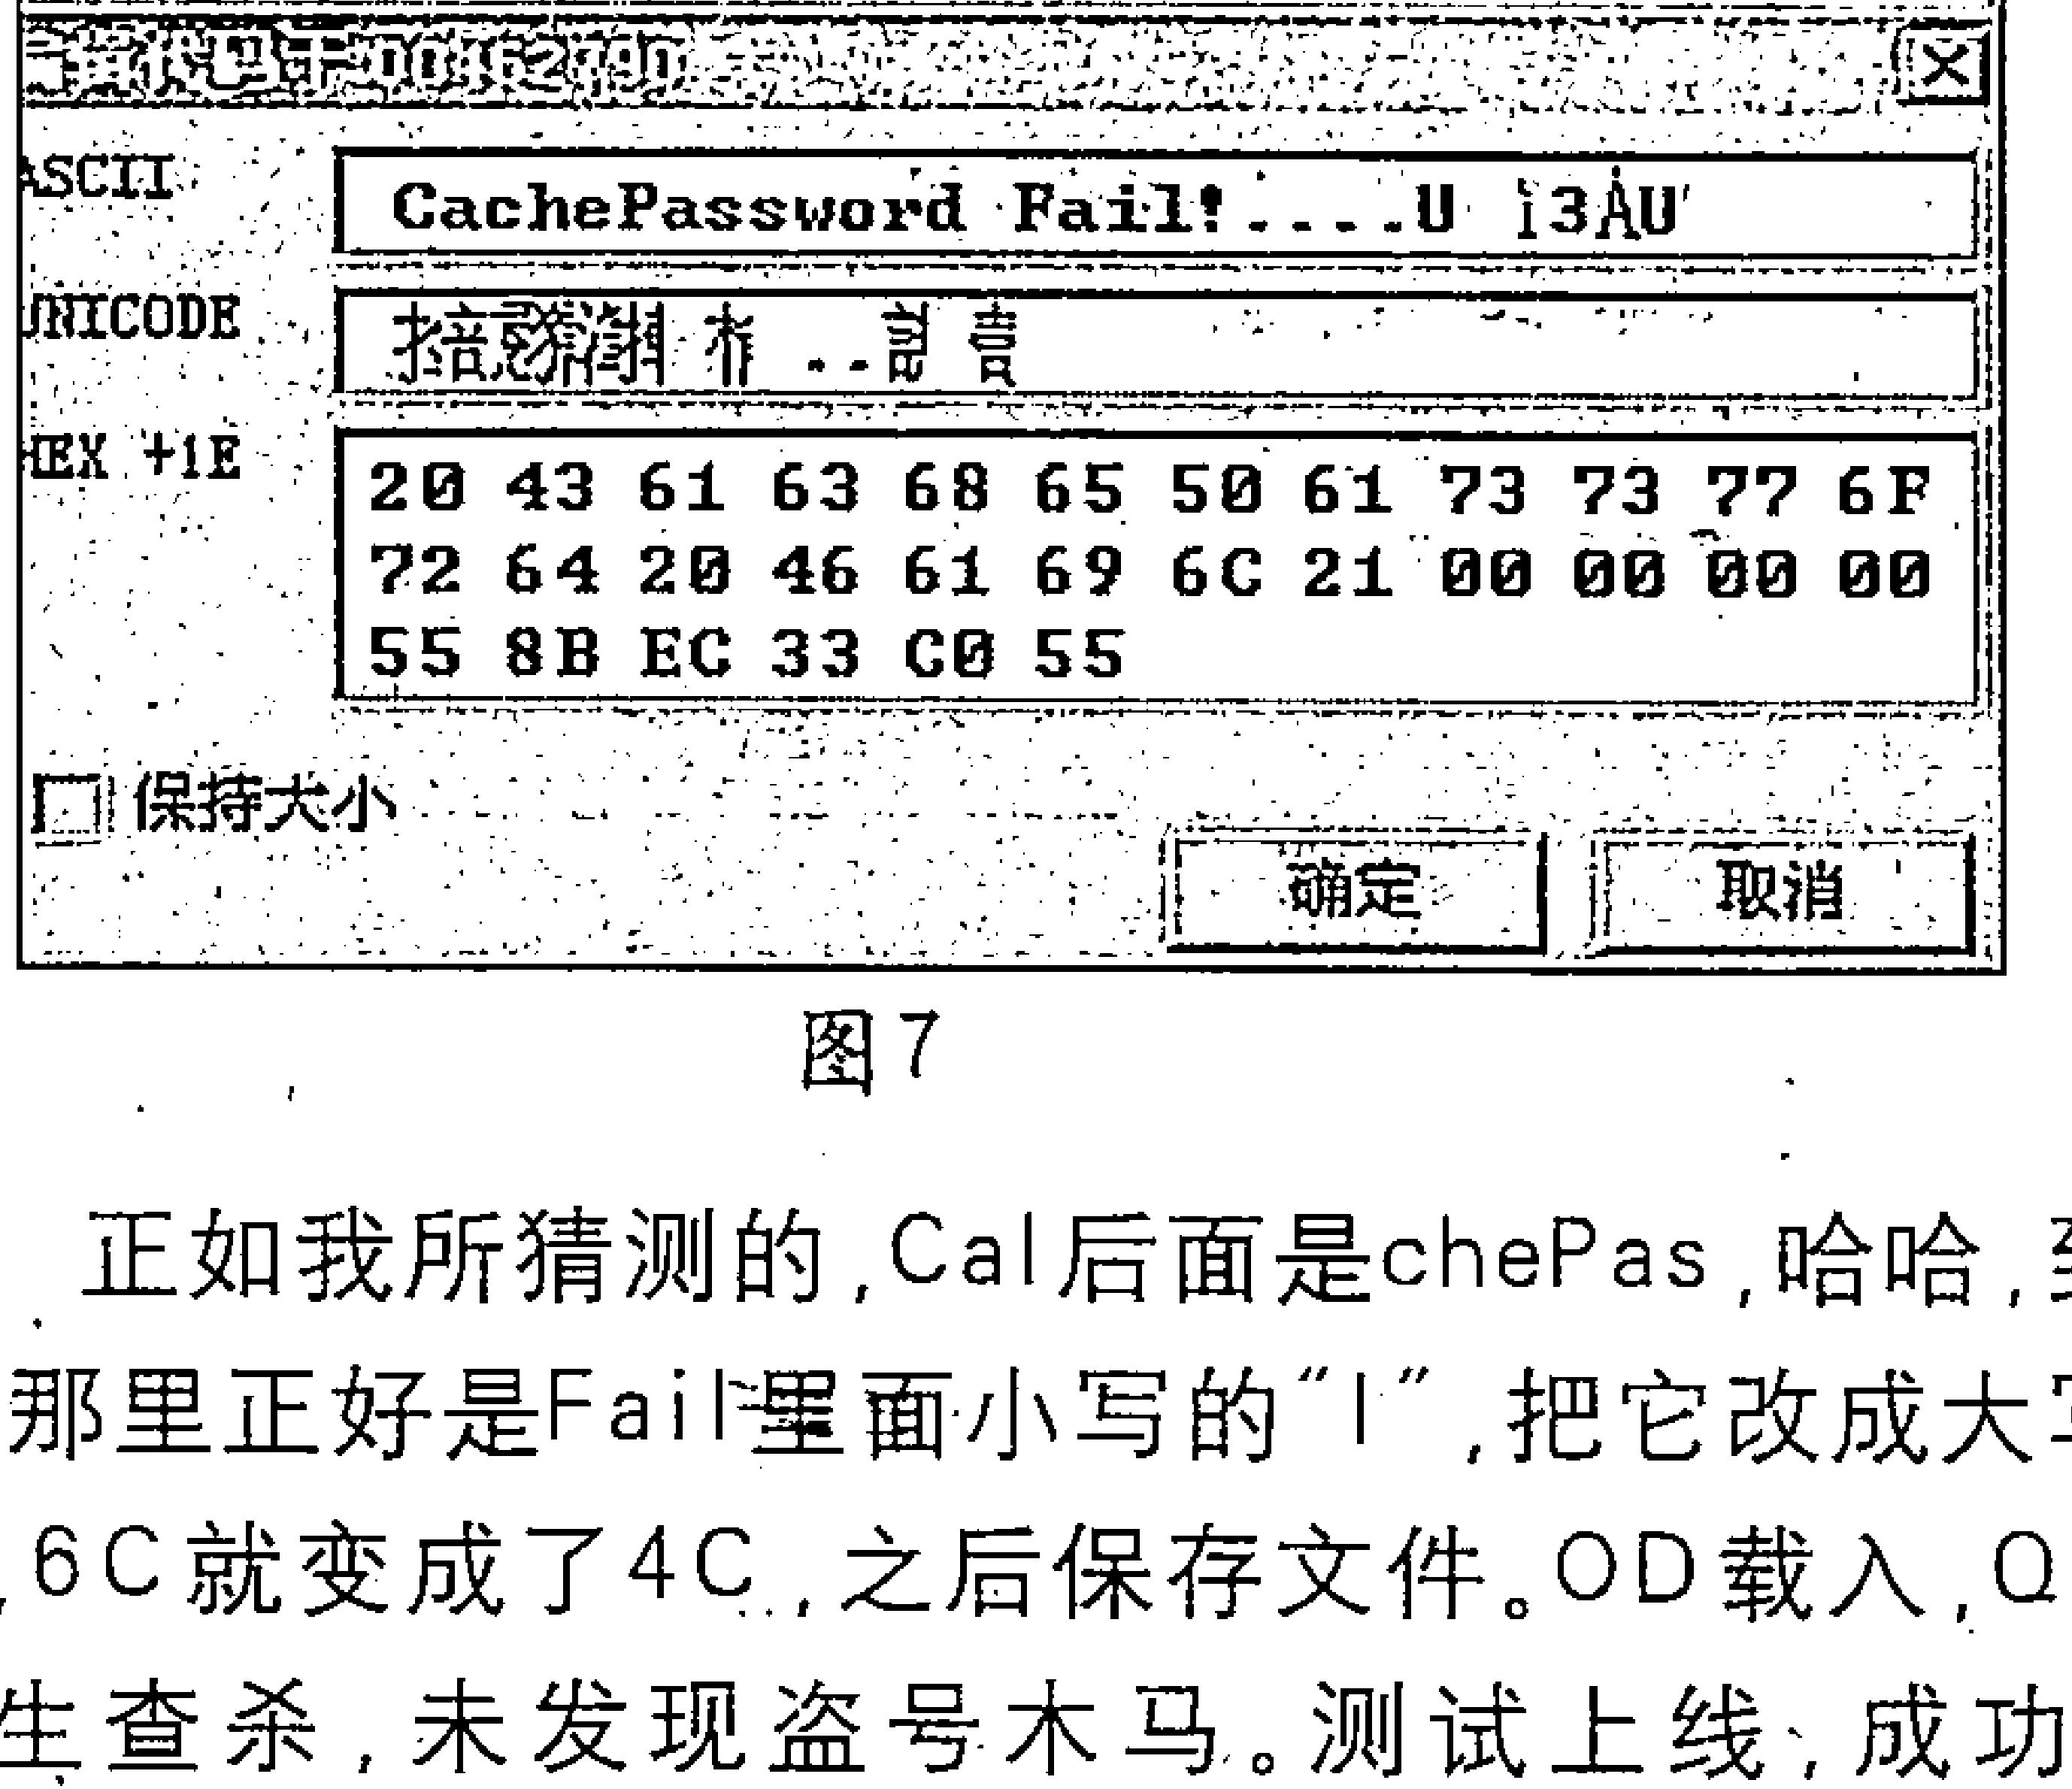 ASCII
CachePassword Fail!....U ì3ÀU
UNICODE
HEX +1E
20 43 61 63 68 65 50 61 73 73 77 6F
72 64 20 46 61 69 6C 21 00 00 00 00
55 8B EC 33 C0 55
保持大小
确定 取消
图7
正如我所猜测的,Cal后面是chePas,哈哈,
那里正好是Fail里面小写的“l”,把它改成大写
,6C就变成了4C,之后保存文件。OD载入,Q
生查杀,未发现盗号木马。测试上线,成功